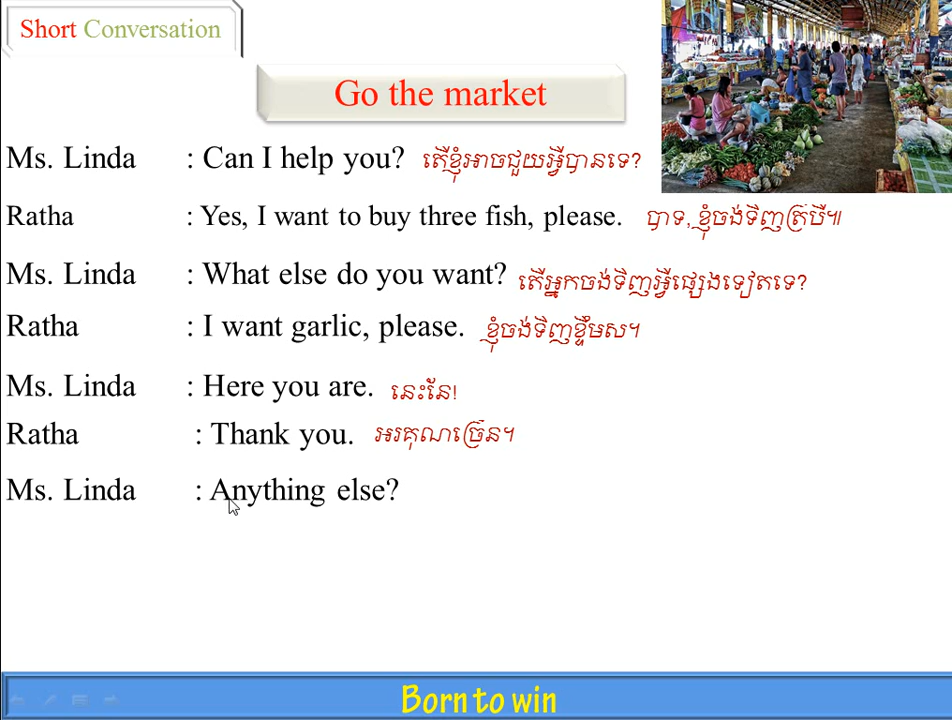 Short Conversation
Go the market
Ms. Linda : Can I help you? តើខ្ញុំអាចជួយអ្វីបានទេ?
Ratha : Yes, I want to buy three fish, please. បាទ, ខ្ញុំចង់ទិញត្រីបី៕
Ms. Linda : What else do you want? តើអ្នកចង់ទិញអ្វីផ្សេងទៀតទេ?
Ratha : I want garlic, please. ខ្ញុំចង់ទិញខ្ទឹមស។
Ms. Linda : Here you are. នេះនែ!
Ratha : Thank you. អរគុណច្រើន។
Ms. Linda : Anything else?
Born to win